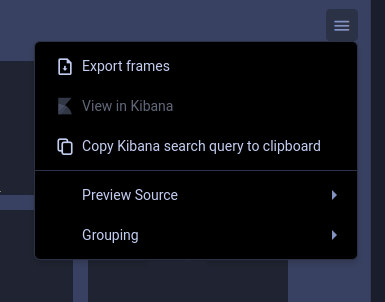 Export frames
View in Kibana
Copy Kibana search query to clipboard
Preview Source
Grouping